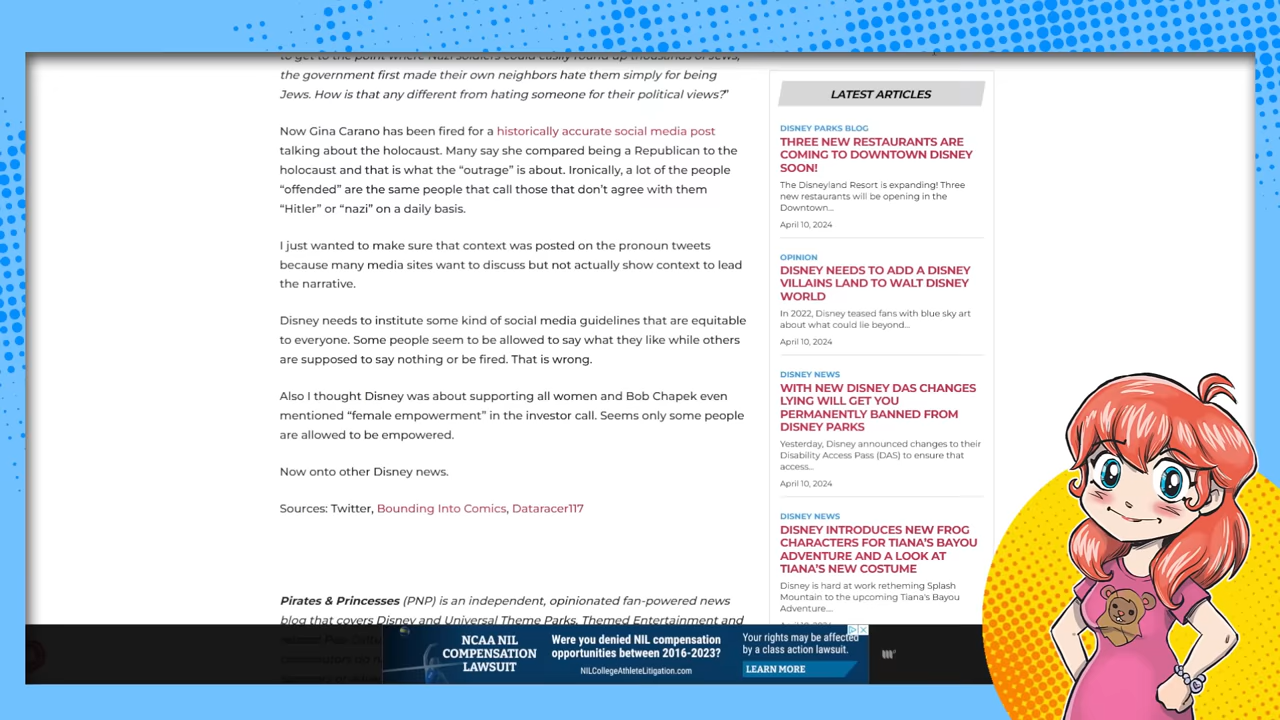 to get to the point where Nazi soldiers could easily round up thousands of Jews,
the government first made their own neighbors hate them simply for being
Jews. How is that any different from hating someone for their political views?"
Now Gina Carano has been fired for a historically accurate social media post
talking about the holocaust. Many say she compared being a Republican to the
holocaust and that is what the “outrage” is about. Ironically, a lot of the people
“offended” are the same people that call those that don’t agree with them
“Hitler” or “nazi” on a daily basis.
I just wanted to make sure that context was posted on the pronoun tweets
because many media sites want to discuss but not actually show context to lead
the narrative.
Disney needs to institute some kind of social media guidelines that are equitable
to everyone. Some people seem to be allowed to say what they like while others
are supposed to say nothing or be fired. That is wrong.
Also I thought Disney was about supporting all women and Bob Chapek even
mentioned “female empowerment” in the investor call. Seems only some people
are allowed to be empowered.
Now onto other Disney news.
Sources: Twitter, Bounding Into Comics, Dataracer117
Pirates & Princesses (PNP) is an independent, opinionated fan-powered news
blog that covers Disney and Universal Theme Parks, Themed Entertainment and
LATEST ARTICLES
DISNEY PARKS BLOG
THREE NEW RESTAURANTS ARE
COMING TO DOWNTOWN DISNEY
SOON!
The Disneyland Resort is expanding! Three
new restaurants will be opening in the
Downtown...
April 10, 2024
OPINION
DISNEY NEEDS TO ADD A DISNEY
VILLAINS LAND TO WALT DISNEY
WORLD
In 2022, Disney teased fans with blue sky art
about what could lie beyond...
April 10, 2024
DISNEY NEWS
WITH NEW DISNEY DAS CHANGES
LYING WILL GET YOU
PERMANENTLY BANNED FROM
DISNEY PARKS
Yesterday, Disney announced changes to their
Disability Access Pass (DAS) to ensure that
access...
April 10, 2024
DISNEY NEWS
DISNEY INTRODUCES NEW FROG
CHARACTERS FOR TIANA’S BAYOU
ADVENTURE AND A LOOK AT
TIANA’S NEW COSTUME
Disney is hard at work retheming Splash
Mountain to the upcoming Tiana's Bayou
Adventure....
NCAA NIL
COMPENSATION
LAWSUIT
Were you denied NIL compensation
opportunities between 2016-2023?
NILCollegeAthleteLitigation.com
Your rights may be affected
by a class action lawsuit.
LEARN MORE